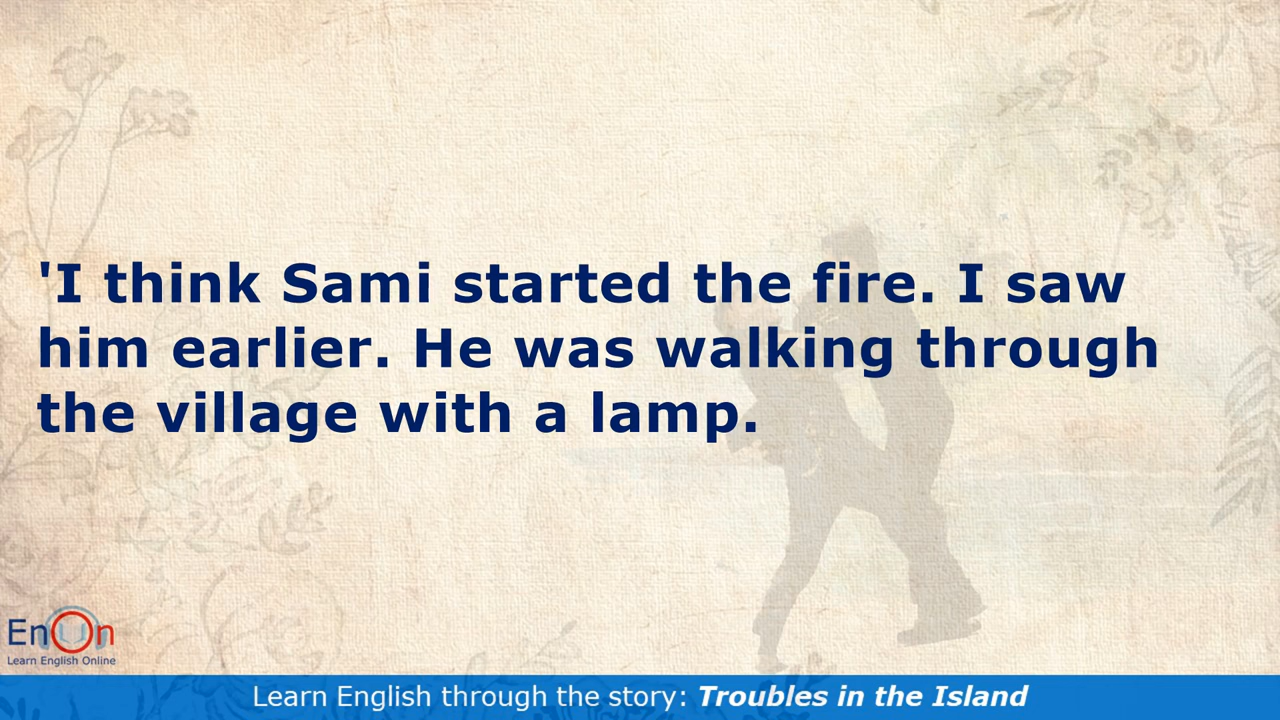 'I think Sami started the fire. I saw
him earlier. He was walking through
the village with a lamp.
EnOn
Learn English Online
Learn English through the story: Troubles in the Island